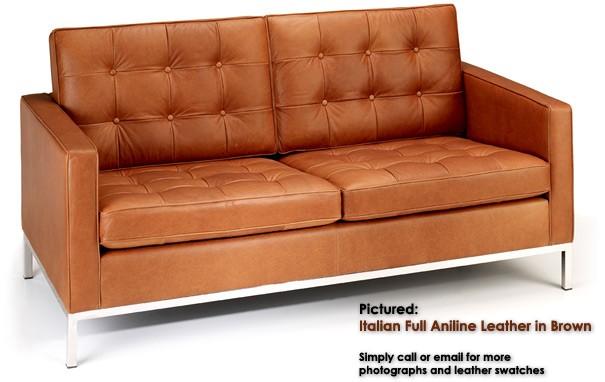 Pictured:
Italian Full Aniline Leather in Brown
Simply call or email for more
photographs and leather swatches